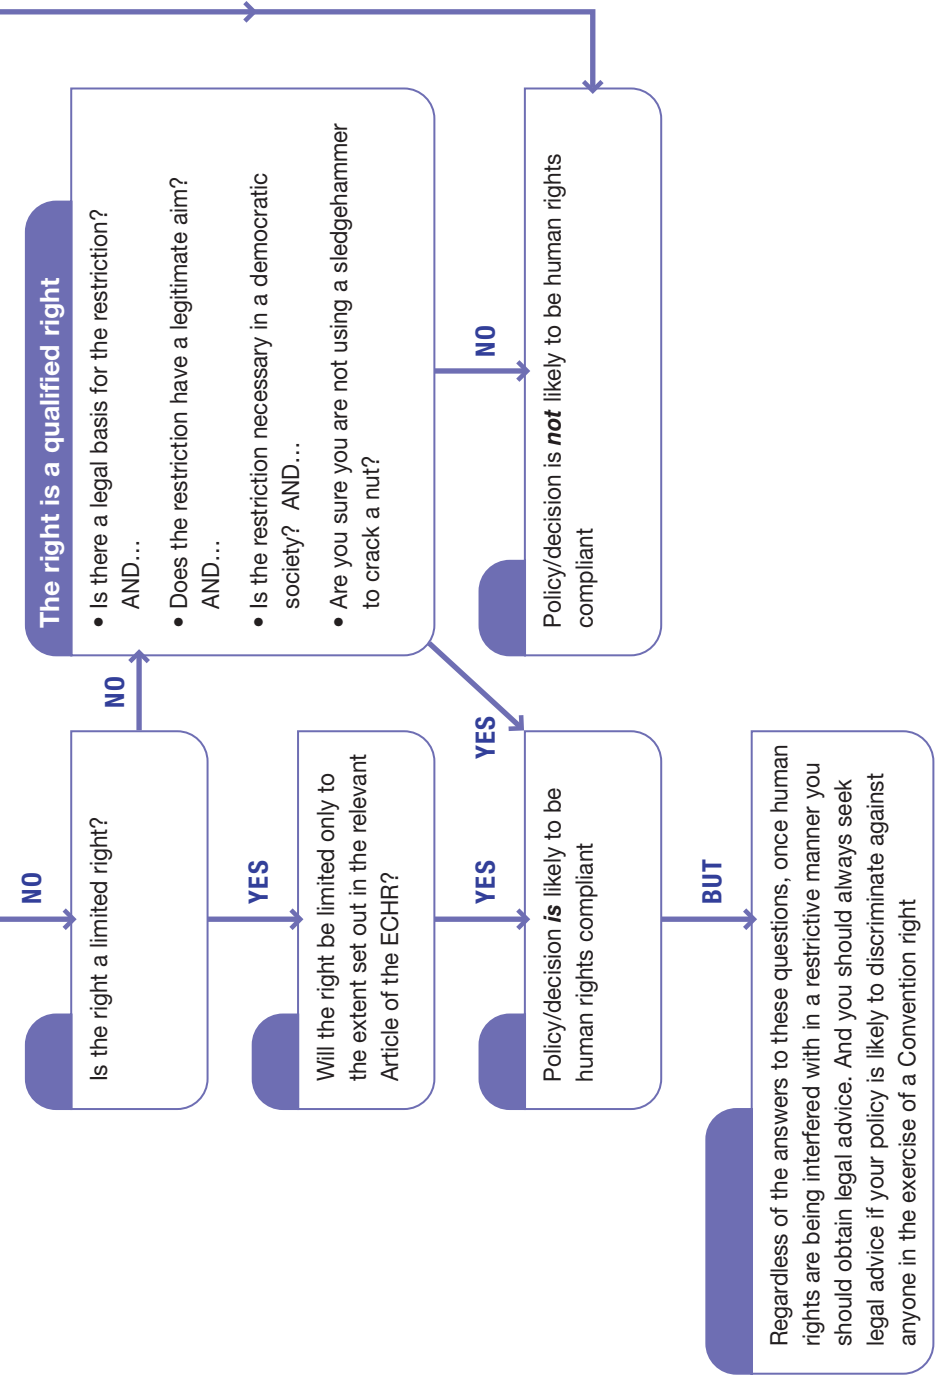 NO
Is the right a limited right?
NO
The right is a qualified right
• Is there a legal basis for the restriction?
AND…
• Does the restriction have a legitimate aim?
AND…
• Is the restriction necessary in a democratic
society?  AND…
• Are you sure you are not using a sledgehammer
to crack a nut?
YES
Will the right be limited only to
the extent set out in the relevant
Article of the ECHR?
YES
YES
NO
Policy/decision is likely to be
human rights compliant
Policy/decision is not likely to be human rights
compliant
BUT
Regardless of the answers to these questions, once human
rights are being interfered with in a restrictive manner you
should obtain legal advice. And you should always seek
legal advice if your policy is likely to discriminate against
anyone in the exercise of a Convention right